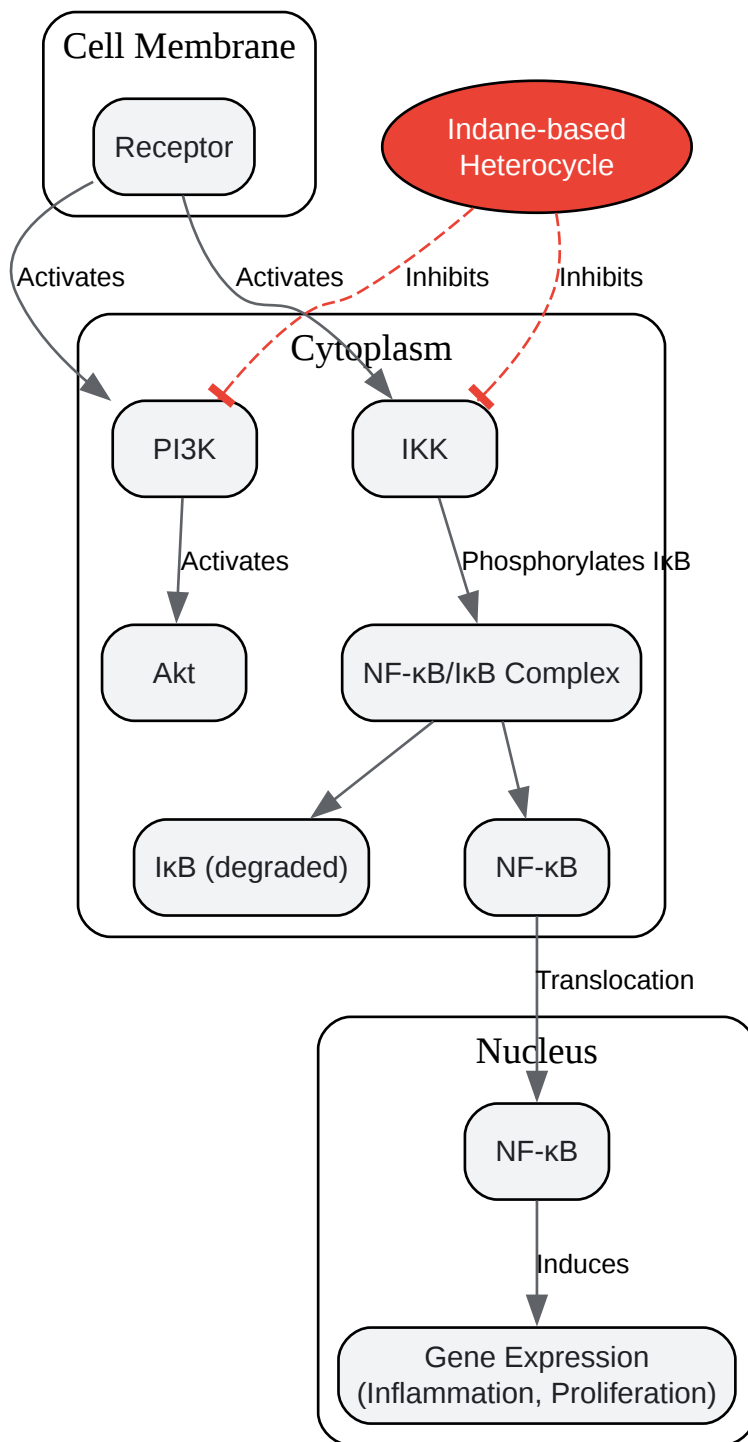 Cell Membrane
Receptor
Indane-based
Heterocycle
Activates
Activates
Inhibits
Inhibits
Cytoplasm
PI3K
IKK
Activates
Phosphorylates IκB
Akt
NF-κB/IκB Complex
IκB (degraded)
NF-κB
Translocation
Nucleus
NF-κB
Induces
Gene Expression
(Inflammation, Proliferation)